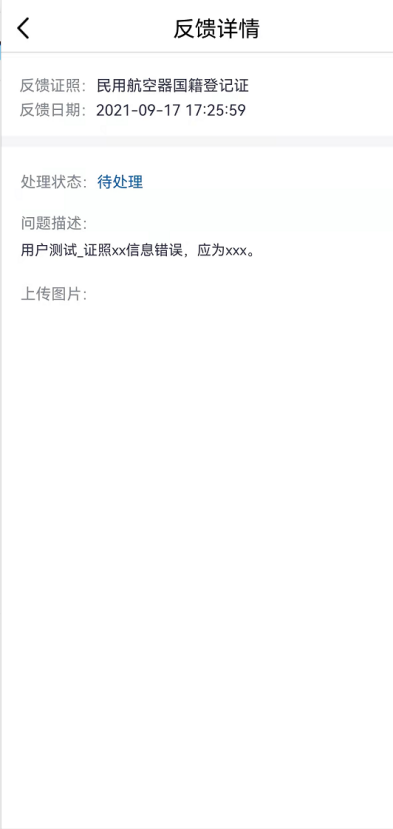 反馈详情
反馈证照：民用航空器国籍登记证
反馈日期：2021-09-17 17:25:59
处理状态：待处理
问题描述：
用户测试_证照xx信息错误，应为xxx。
上传图片：